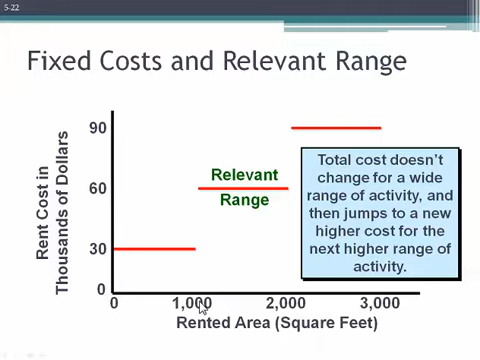 5-22
Fixed Costs and Relevant Range
Rent Cost in
Thousands of Dollars
90
60
30
0
Relevant
Range
Total cost doesn't
change for a wide
range of activity, and
then jumps to a new
higher cost for the
next higher range of
activity.
0 1,000 2,000 3,000
Rented Area (Square Feet)